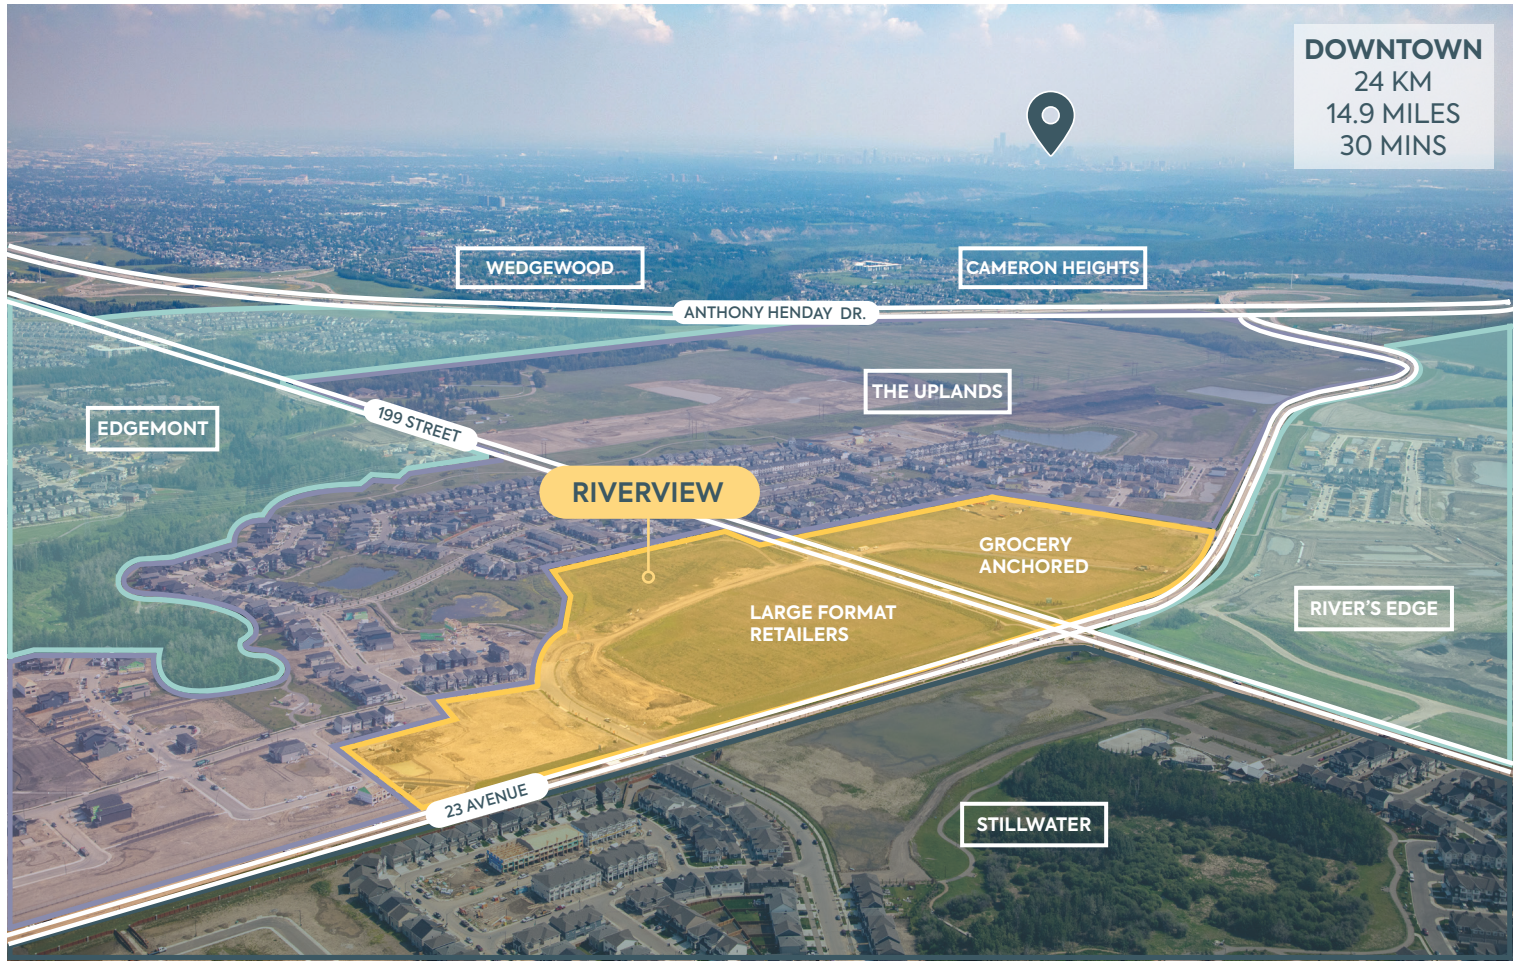 DOWNTOWN
24 KM
14.9 MILES
30 MINS
WEDGEWOOD
CAMERON HEIGHTS
ANTHONY HENDAY DR.
THE UPLANDS
199 STREET
EDGEMONT
RIVERVIEW
GROCERY
ANCHORED
LARGE FORMAT
RETAILERS
RIVER'S EDGE
23 AVENUE
STILLWATER